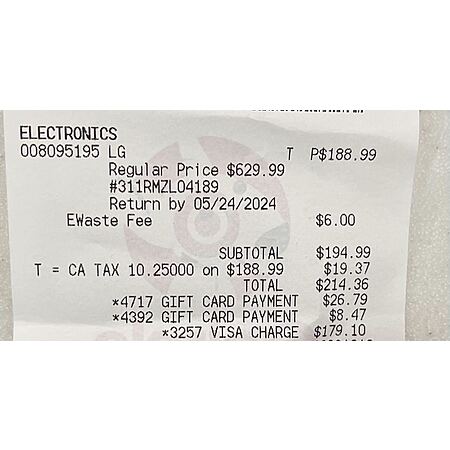 ELECTRONICS
008095195 LG T P$188.99
Regular Price $629.99
#311RMZL04189
Return by 05/24/2024
EWaste Fee $6.00
SUBTOTAL $194.99
T = CA TAX 10.25000 on $188.99 $19.37
TOTAL $214.36
*4717 GIFT CARD PAYMENT $26.79
*4392 GIFT CARD PAYMENT $8.47
*3257 VISA CHARGE $179.10